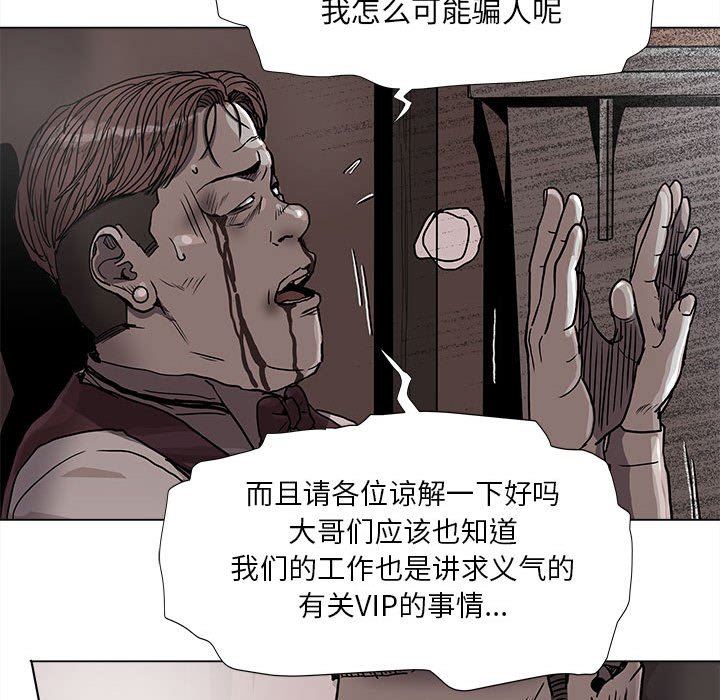 我怎么可能骗人呢
而且请各位谅解一下好吗
大哥们应该也知道
我们的工作也是讲求义气的
有关VIP的事情...